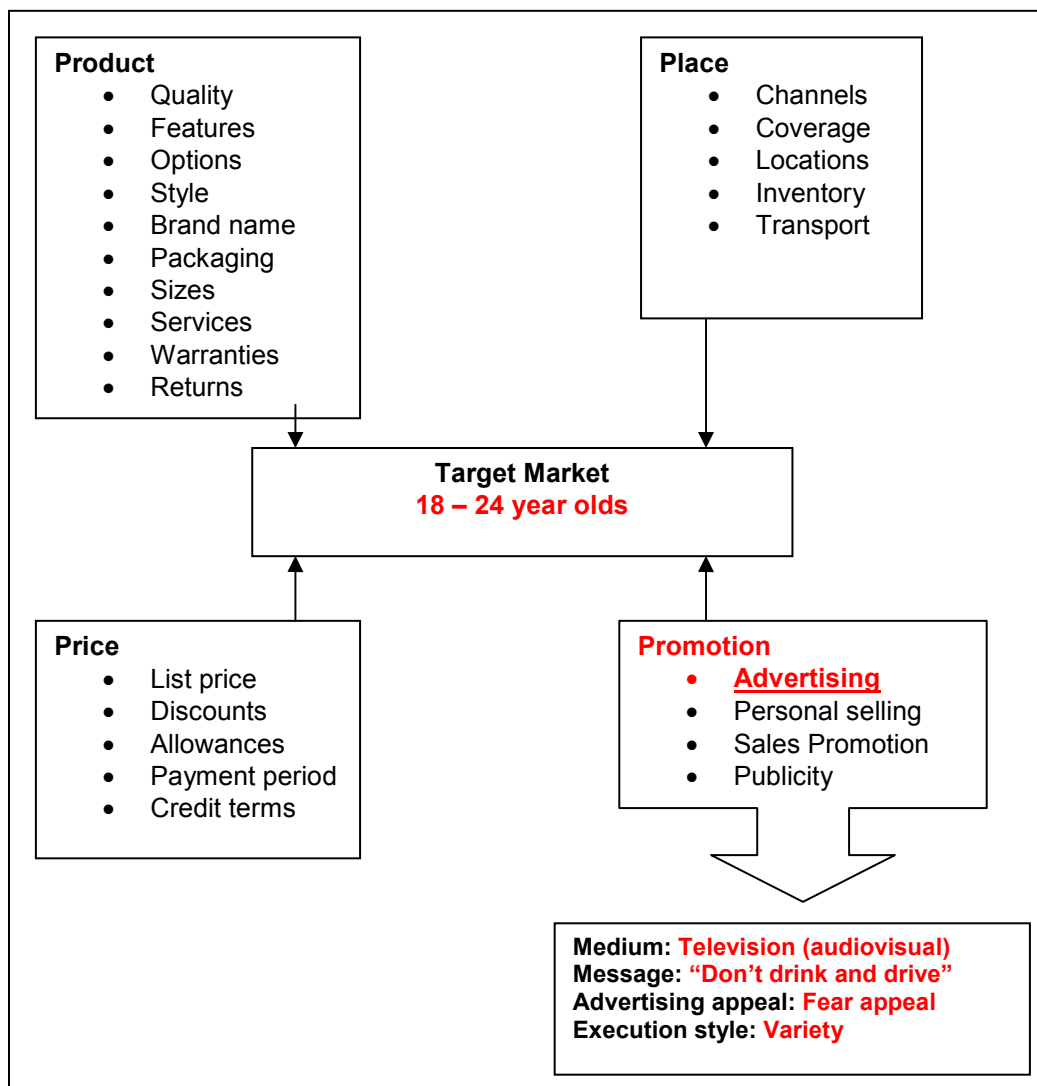 Product
• Quality
• Features
• Options
• Style
• Brand name
• Packaging
• Sizes
• Services
• Warranties
• Returns
Place
• Channels
• Coverage
• Locations
• Inventory
• Transport
Target Market
18 – 24 year olds
Price
• List price
• Discounts
• Allowances
• Payment period
• Credit terms
Promotion
• Advertising
• Personal selling
• Sales Promotion
• Publicity
Medium: Television (audiovisual)
Message: “Don’t drink and drive”
Advertising appeal: Fear appeal
Execution style: Variety